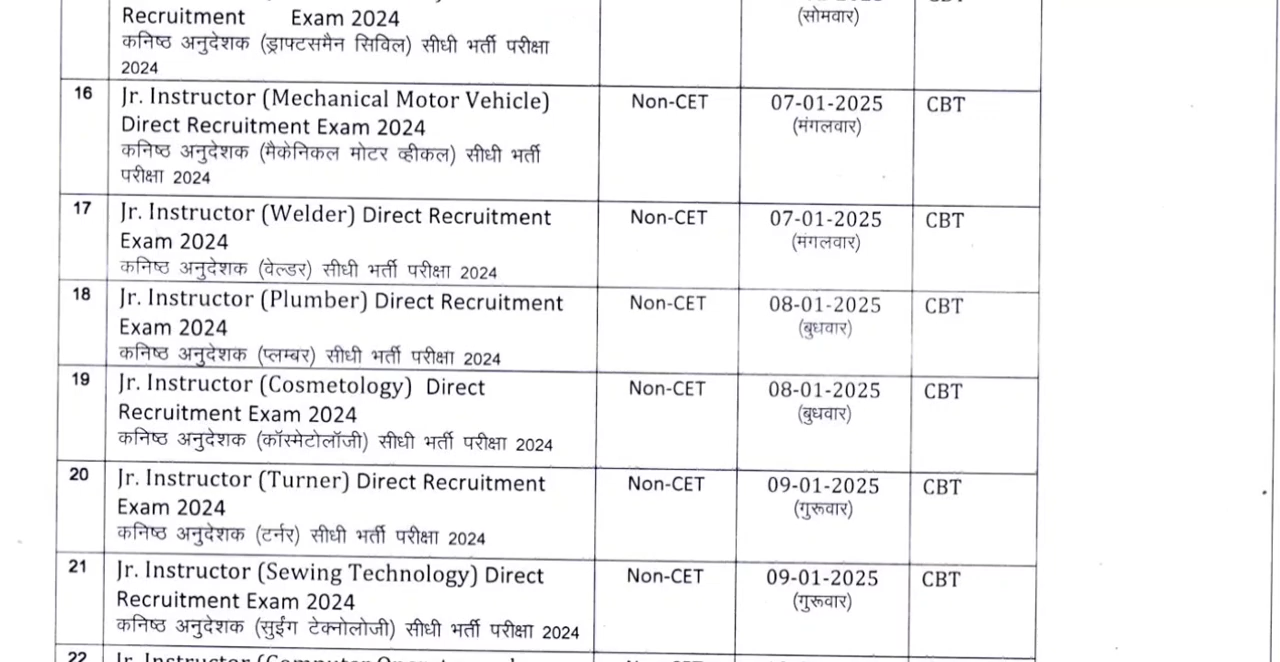 Recruitment Exam 2024
(सोमवार)
कनिष्ठ अनुदेशक (ड्राफ्टसमैन सिविल) सीधी भर्ती परीक्षा
2024
16 Jr. Instructor (Mechanical Motor Vehicle) Non-CET 07-01-2025 CBT
Direct Recruitment Exam 2024 (मंगलवार)
कनिष्ठ अनुदेशक (मैकेनिकल मोटर व्हीकल) सीधी भर्ती
परीक्षा 2024
17 Jr. Instructor (Welder) Direct Recruitment Non-CET 07-01-2025 CBT
Exam 2024 (मंगलवार)
कनिष्ठ अनुदेशक (वेल्डर) सीधी भर्ती परीक्षा 2024
18 Jr. Instructor (Plumber) Direct Recruitment Non-CET 08-01-2025 CBT
Exam 2024 (बुधवार)
कनिष्ठ अनुदेशक (प्लम्बर) सीधी भर्ती परीक्षा 2024
19 Jr. Instructor (Cosmetology) Direct Non-CET 08-01-2025 CBT
Recruitment Exam 2024 (बुधवार)
कनिष्ठ अनुदेशक (कॉस्मेटोलॉजी) सीधी भर्ती परीक्षा 2024
20 Jr. Instructor (Turner) Direct Recruitment Non-CET 09-01-2025 CBT
Exam 2024 (गुरूवार)
कनिष्ठ अनुदेशक (टर्नर) सीधी भर्ती परीक्षा 2024
21 Jr. Instructor (Sewing Technology) Direct Non-CET 09-01-2025 CBT
Recruitment Exam 2024 (गुरूवार)
कनिष्ठ अनुदेशक (सुईंग टेक्नोलोजी) सीधी भर्ती परीक्षा 2024
22 Jr. Instructor